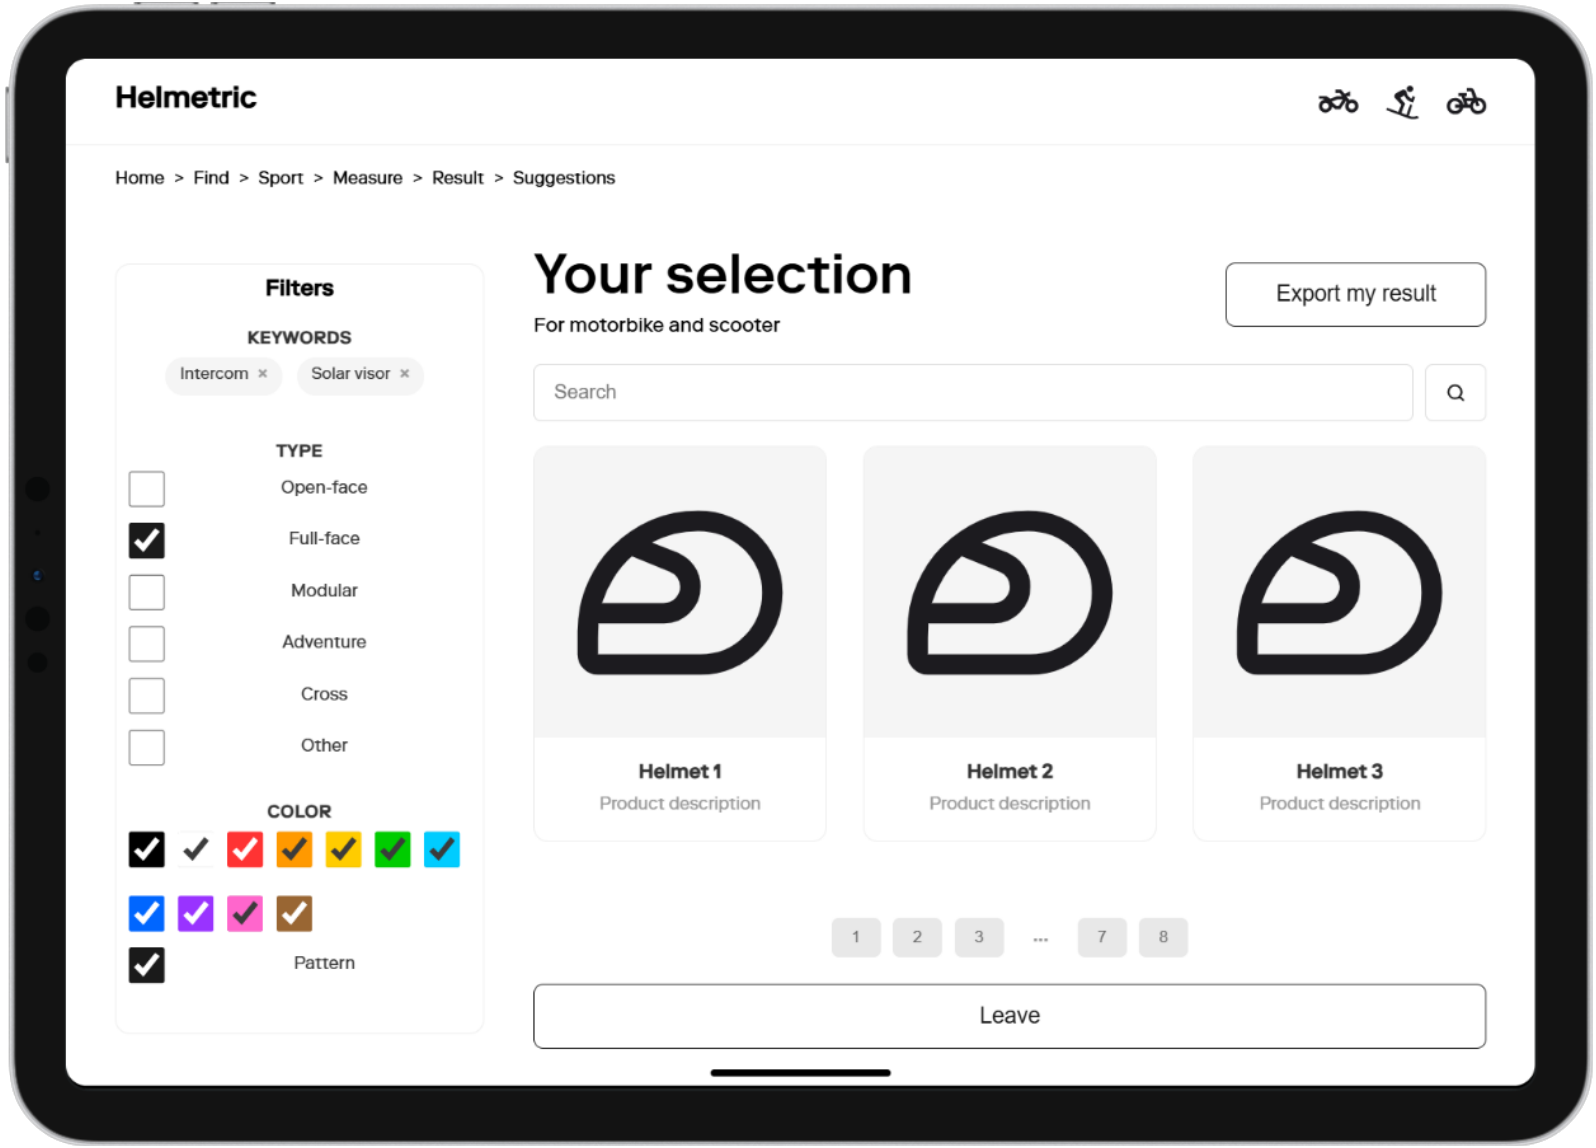 Helmetric
Home > Find > Sport > Measure > Result > Suggestions
Filters
KEYWORDS
Intercom ×
Solar visor ×
TYPE
Open-face
Full-face
Modular
Adventure
Cross
Other
COLOR
Pattern
Your selection
For motorbike and scooter
Export my result
Search
Helmet 1
Product description
Helmet 2
Product description
Helmet 3
Product description
1 2 3 ... 7 8
Leave